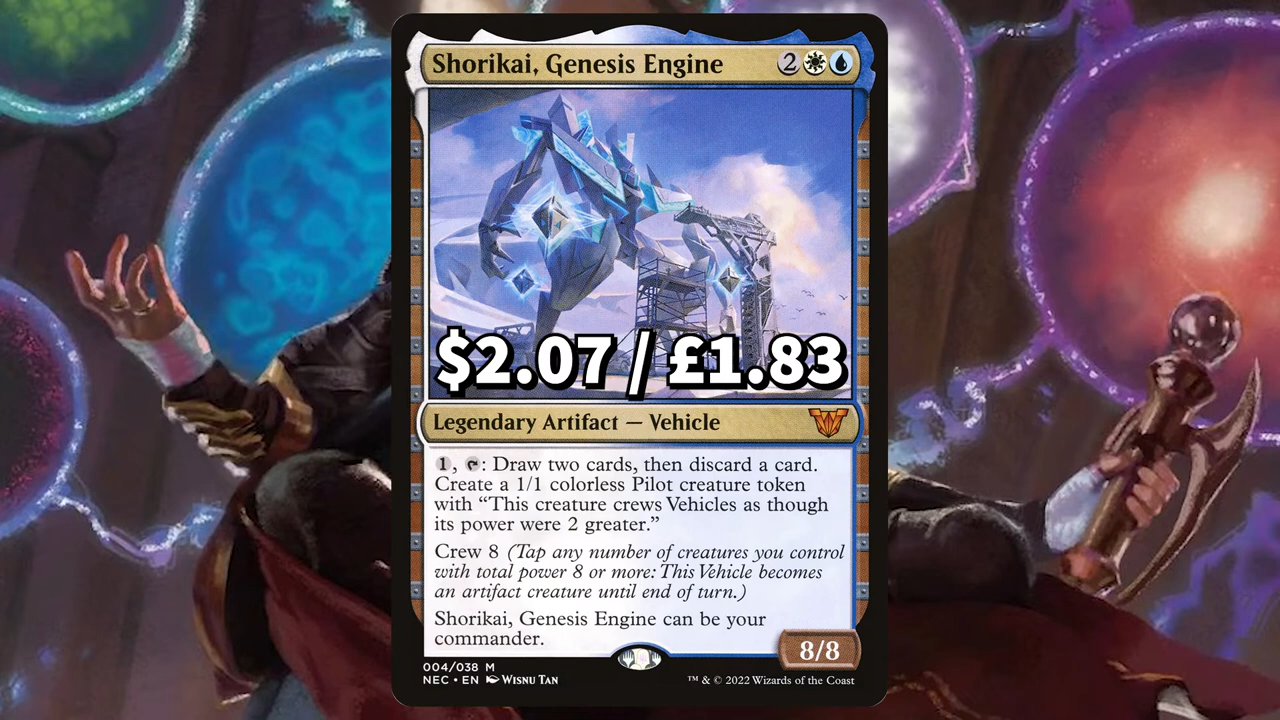 Shorikai, Genesis Engine 2
$2.07 / £1.83
Legendary Artifact — Vehicle
1, : Draw two cards, then discard a card.
Create a 1/1 colorless Pilot creature token
with “This creature crews Vehicles as though
its power were 2 greater.”
Crew 8 (Tap any number of creatures you control
with total power 8 or more: This Vehicle becomes
an artifact creature until end of turn.)
Shorikai, Genesis Engine can be your
commander.
8/8
004/038 M
NEC • EN Wisnu Tan
™ & © 2022 Wizards of the Coast